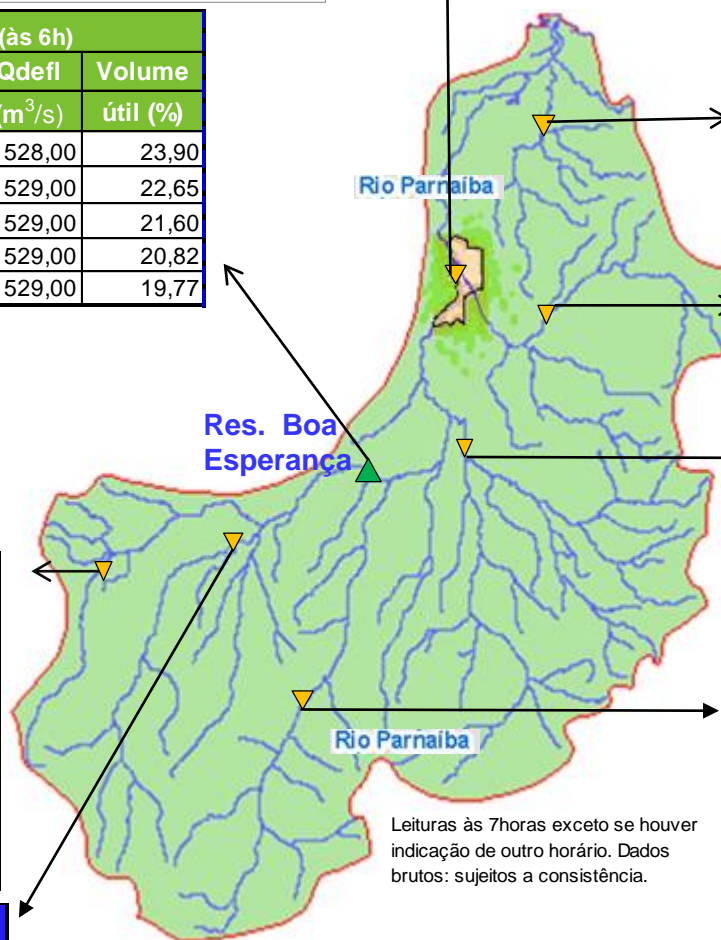 (às 6h)
Qdefl Volume
(m³/s) útil (%)
528,00 23,90
529,00 22,65
529,00 21,60
529,00 20,82
529,00 19,77
Rio Parnaíba
Res. Boa
Esperança
Rio Parnaíba
Leituras às 7horas exceto se houver
indicação de outro horário. Dados
brutos: sujeitos a consistência.